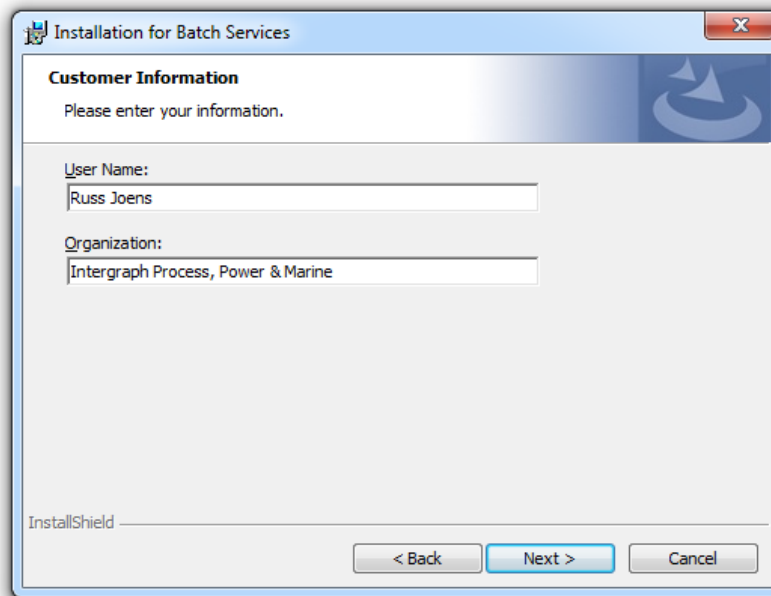 Installation for Batch Services
Customer Information
Please enter your information.
User Name:
Russ Joens
Organization:
Intergraph Process, Power & Marine
InstallShield
< Back
Next >
Cancel